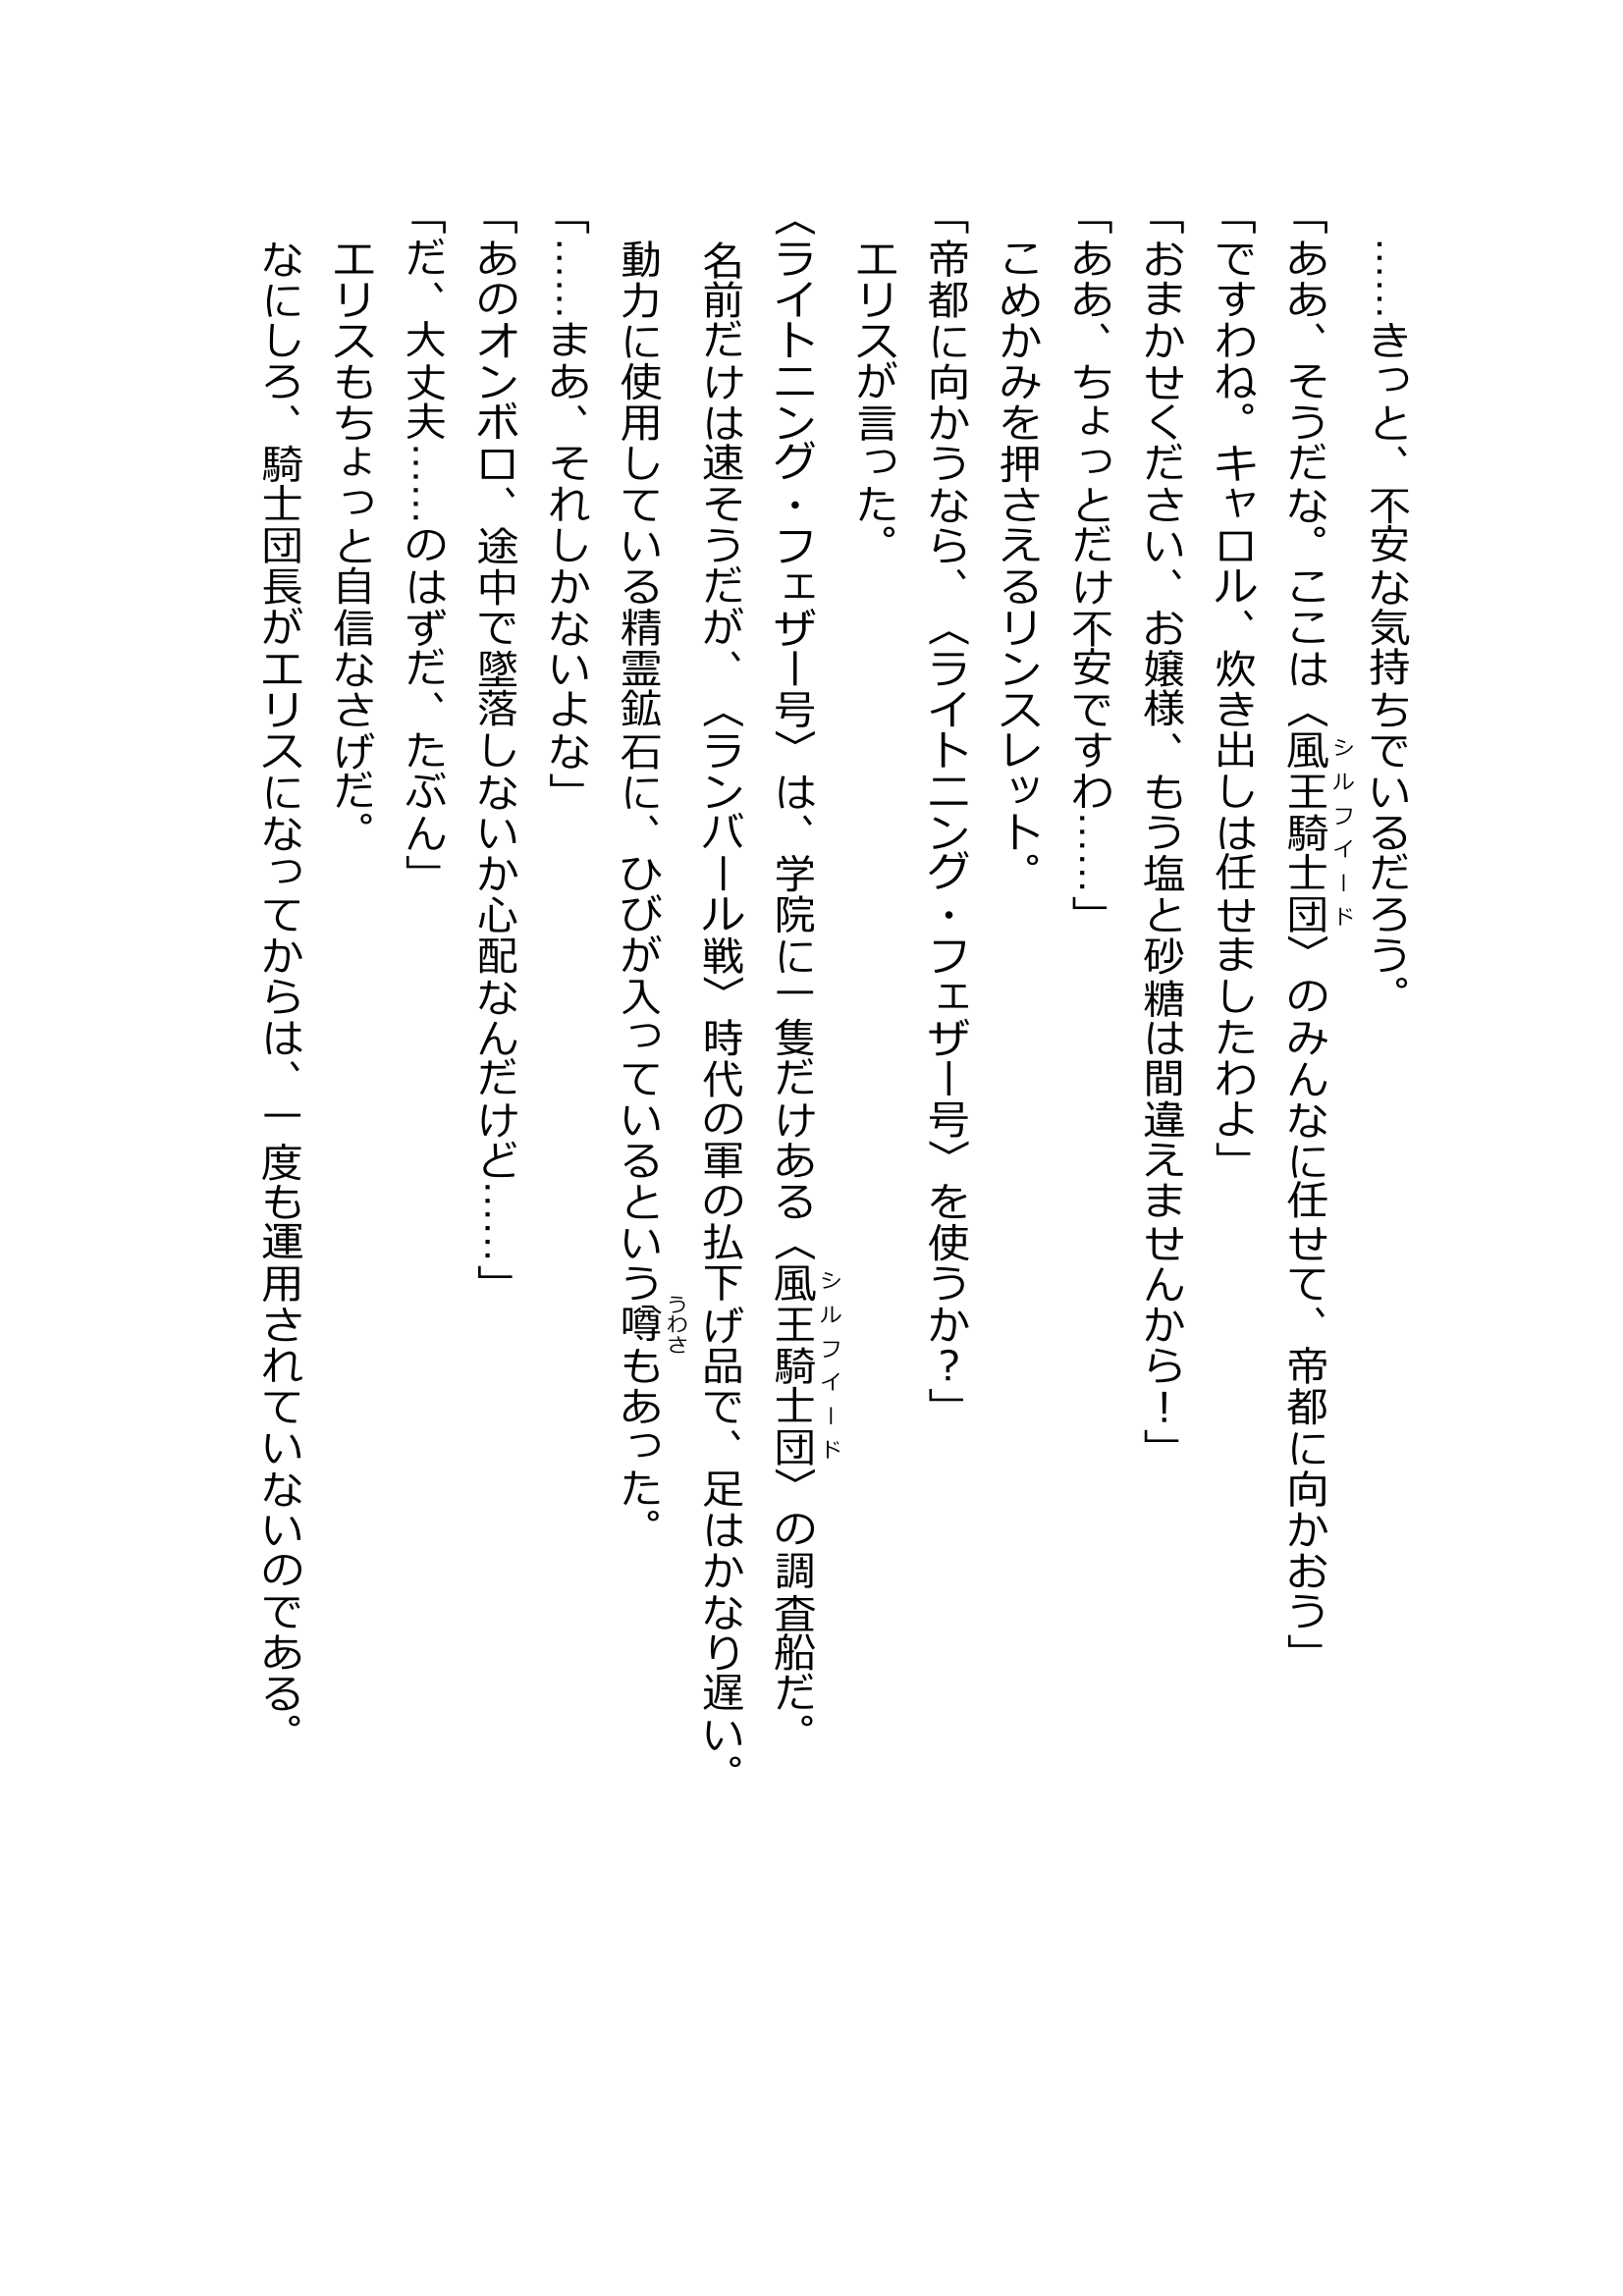 ……きっと、不安な気持ちでいるだろう。
「ああ、そうだな。ここは〈風王騎士団〉のみんなに任せて、帝都に向かおう」
シルフィード
「ですわね。キャロル、炊き出しは任せましたわよ」
「おまかせください、お嬢様、もう塩と砂糖は間違えませんから！」
「ああ、ちょっとだけ不安ですわ……」
こめかみを押さえるリンスレット。
「帝都に向かうなら、〈ライトニング・フェザー号〉を使うか？」
エリスが言った。
〈ライトニング・フェザー号〉は、学院に一隻だけある〈風王騎士団〉の調査船だ。
シルフィード
名前だけは速そうだが、〈ランバール戦〉時代の軍の払下げ品で、足はかなり遅い。
動力に使用している精霊鉱石に、ひびが入っているという噂もあった。
うわさ
「……まあ、それしかないよな」
「あのオンボロ、途中で墜落しないか心配なんだけど……」
「だ、大丈夫……のはずだ、たぶん」
エリスもちょっと自信なさげだ。
なにしろ、騎士団長がエリスになってからは、一度も運用されていないのである。